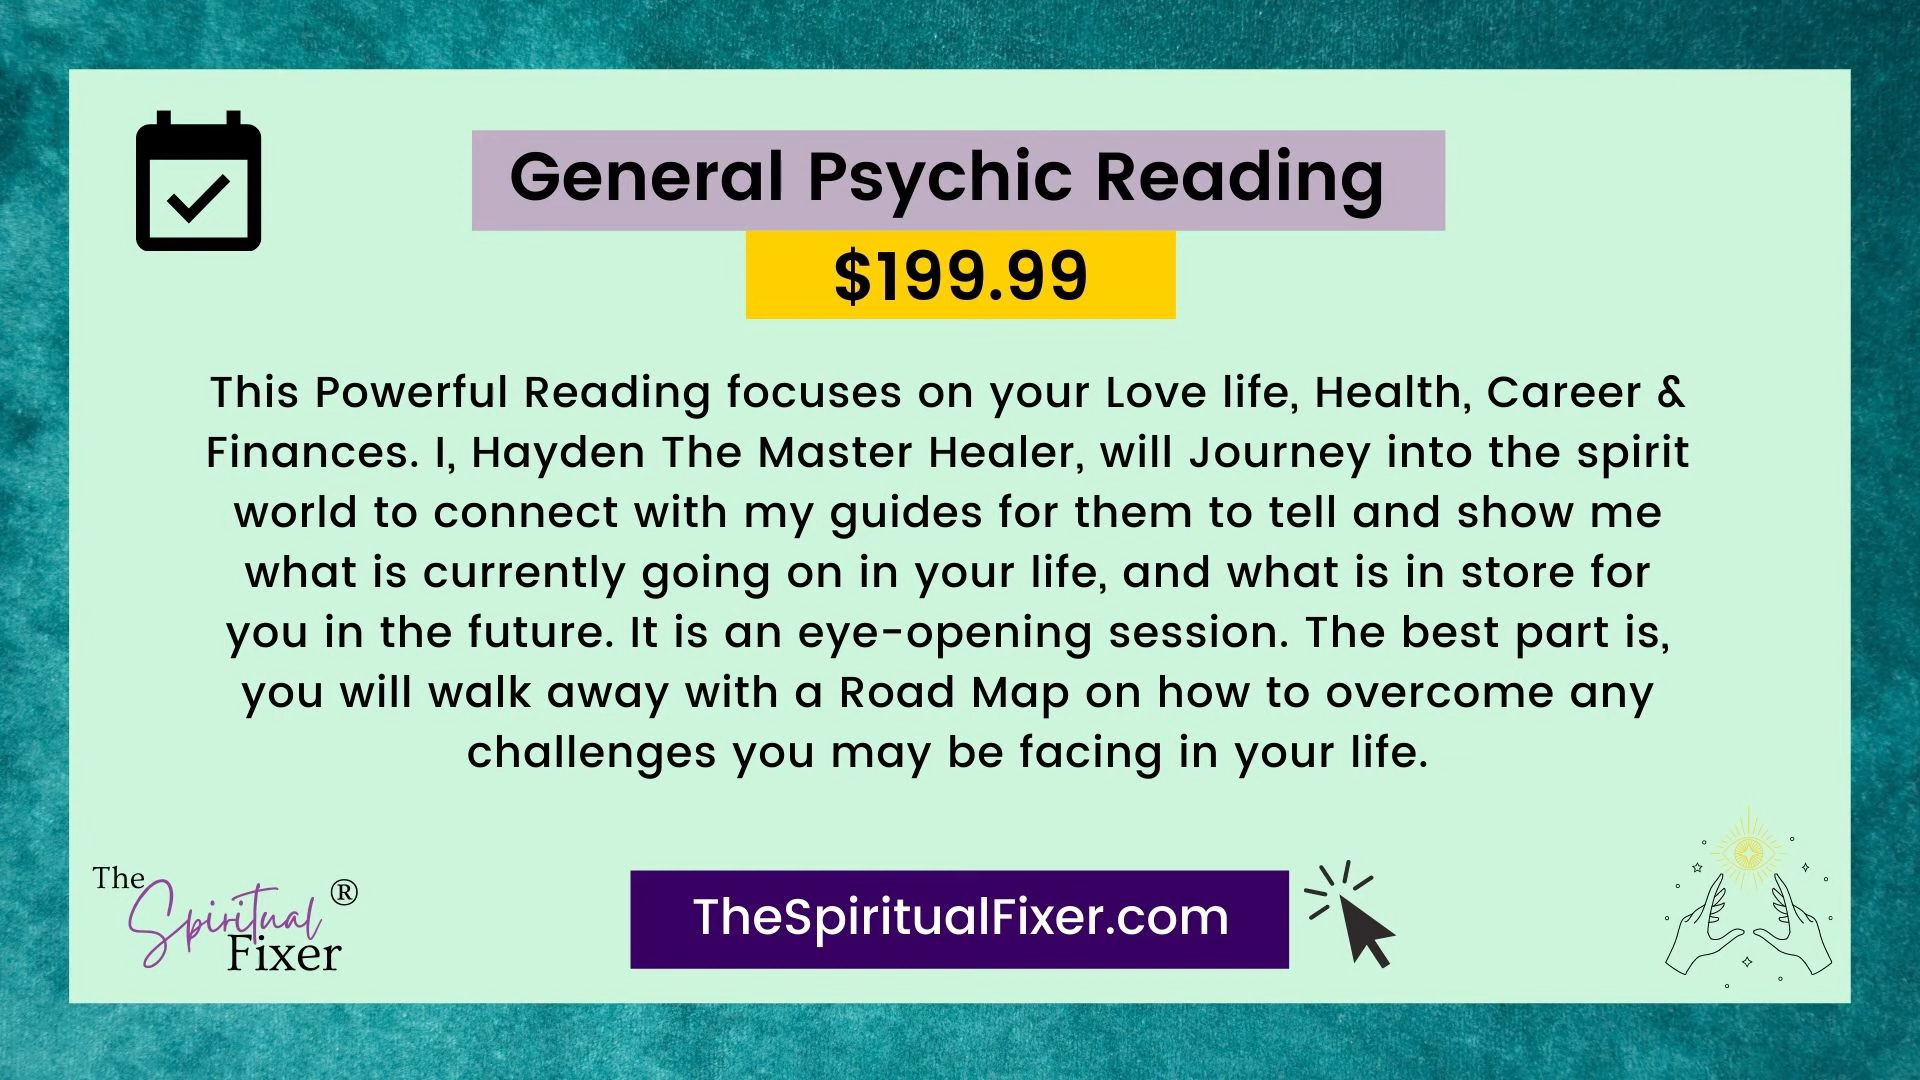 General Psychic Reading
$199.99
This Powerful Reading focuses on your Love life, Health, Career &
Finances. I, Hayden The Master Healer, will Journey into the spirit
world to connect with my guides for them to tell and show me
what is currently going on in your life, and what is in store for
you in the future. It is an eye-opening session. The best part is,
you will walk away with a Road Map on how to overcome any
challenges you may be facing in your life.
The
Spiritual ®
Fixer
TheSpiritualFixer.com